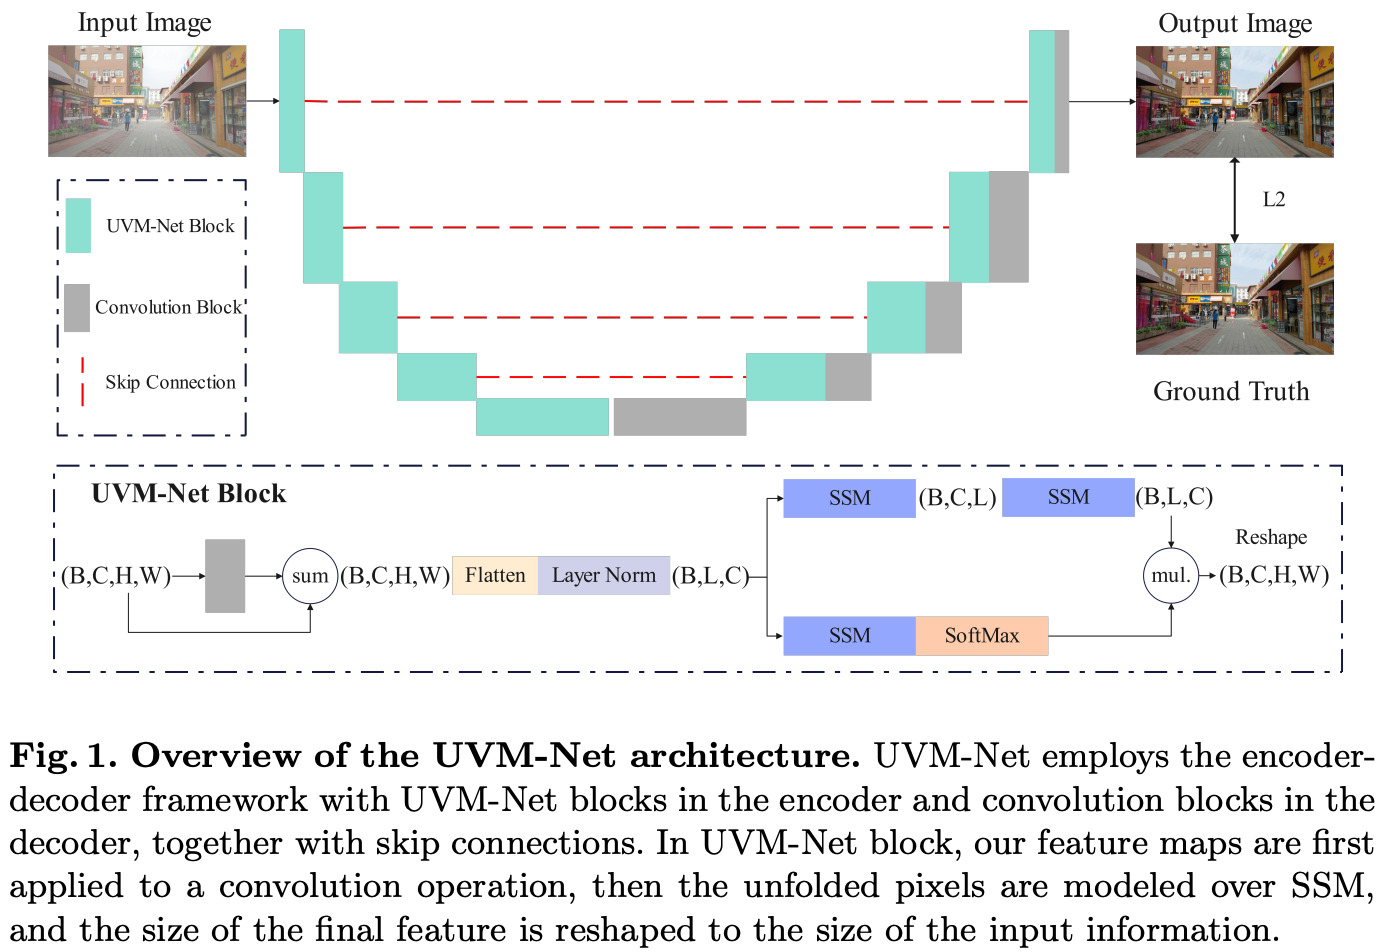 Input Image
Output Image
UVM-Net Block
Convolution Block
Skip Connection
L2
Ground Truth
UVM-Net Block
(B,C,H,W)
sum
(B,C,H,W)
Flatten
Layer Norm
(B,L,C)
SSM
(B,C,L)
SSM
(B,L,C)
SSM
SoftMax
mul.
Reshape
(B,C,H,W)
Fig. 1. Overview of the UVM-Net architecture. UVM-Net employs the encoder-
decoder framework with UVM-Net blocks in the encoder and convolution blocks in the
decoder, together with skip connections. In UVM-Net block, our feature maps are first
applied to a convolution operation, then the unfolded pixels are modeled over SSM,
and the size of the final feature is reshaped to the size of the input information.